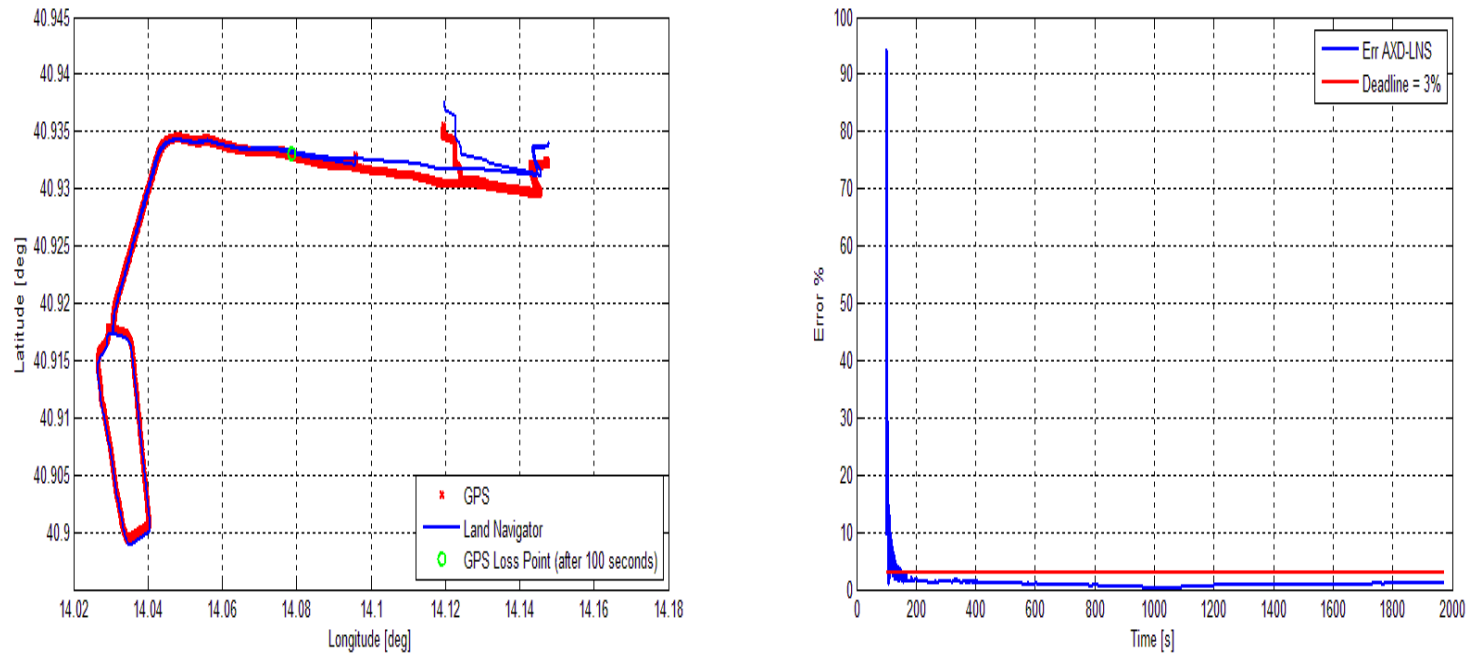 40.945
40.94
40.935
40.93
40.925
40.92
40.915
40.91
40.905
40.9
Latitude [deg]
14.02 14.04 14.06 14.08 14.1 14.12 14.14 14.16 14.18
Longitude [deg]
GPS
Land Navigator
GPS Loss Point (after 100 seconds)
100
90
80
70
60
50
40
30
20
10
0
Error %
0 200 400 600 800 1000 1200 1400 1600 1800 2000
Time [s]
Err AXD-LNS
Deadline = 3%